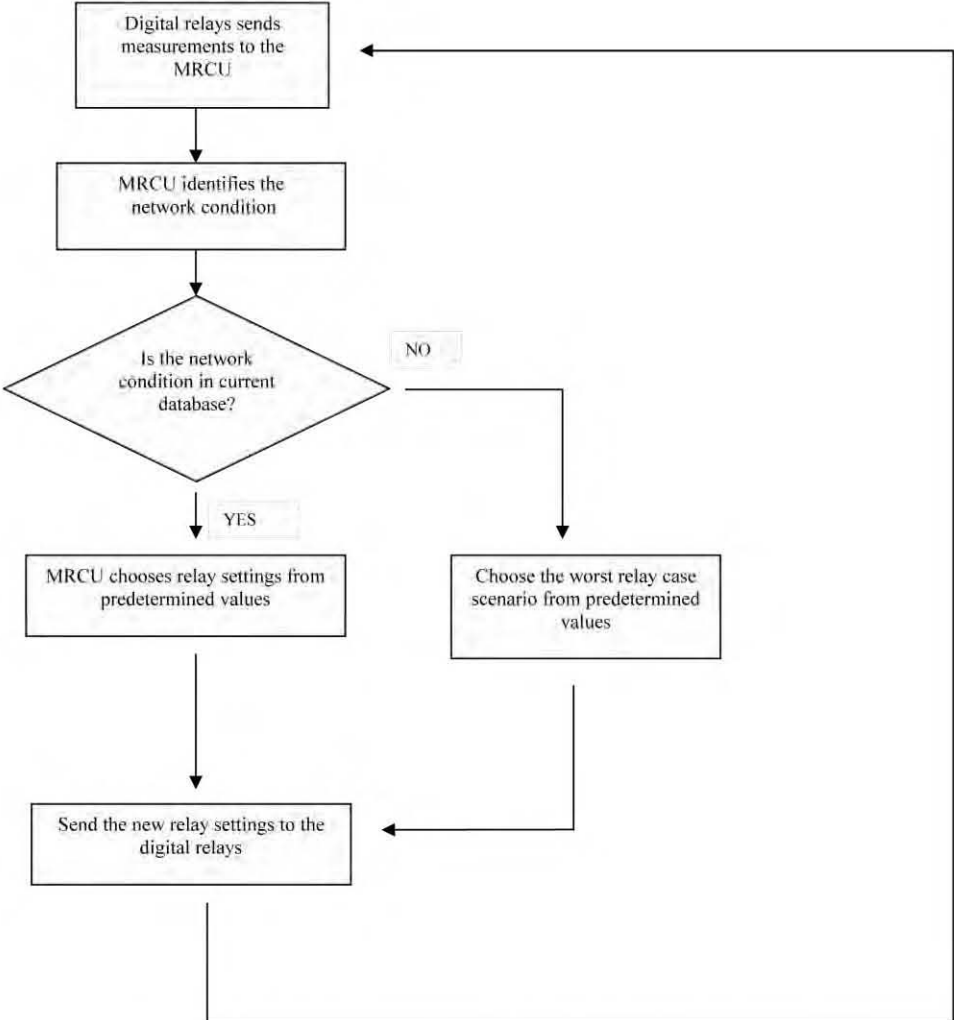 Digital relays sends
measurements to the
MRCU
MRCU identifies the
network condition
Is the network
condition in current
database?
NO
YES
MRCU chooses relay settings from
predetermined values
Choose the worst relay case
scenario from predetermined
values
Send the new relay settings to the
digital relays